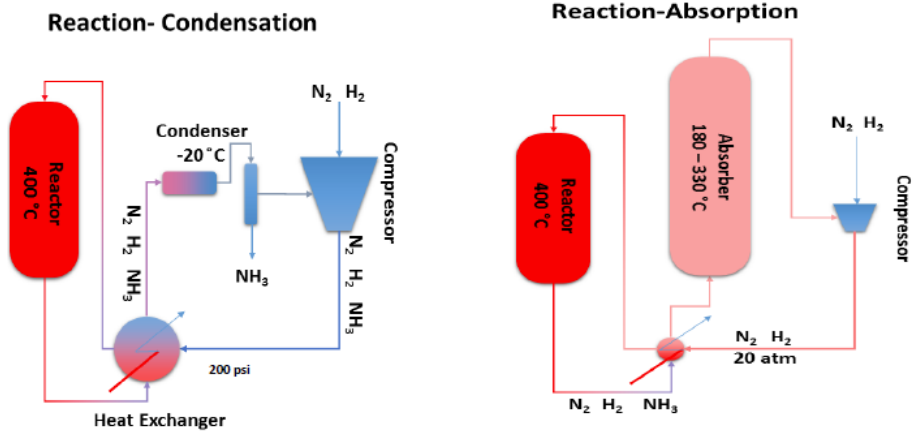 Reaction- Condensation
N₂ H₂
Condenser
-20 °C
Compressor
Reactor
400 °C
N₂ H₂ NH₃
NH₃
N₂ H₂ NH₃
200 psi
Heat Exchanger
Reaction-Absorption
N₂ H₂
Absorber
180 – 330 °C
Compressor
Reactor
400 °C
N₂ H₂
20 atm
N₂ H₂ NH₃